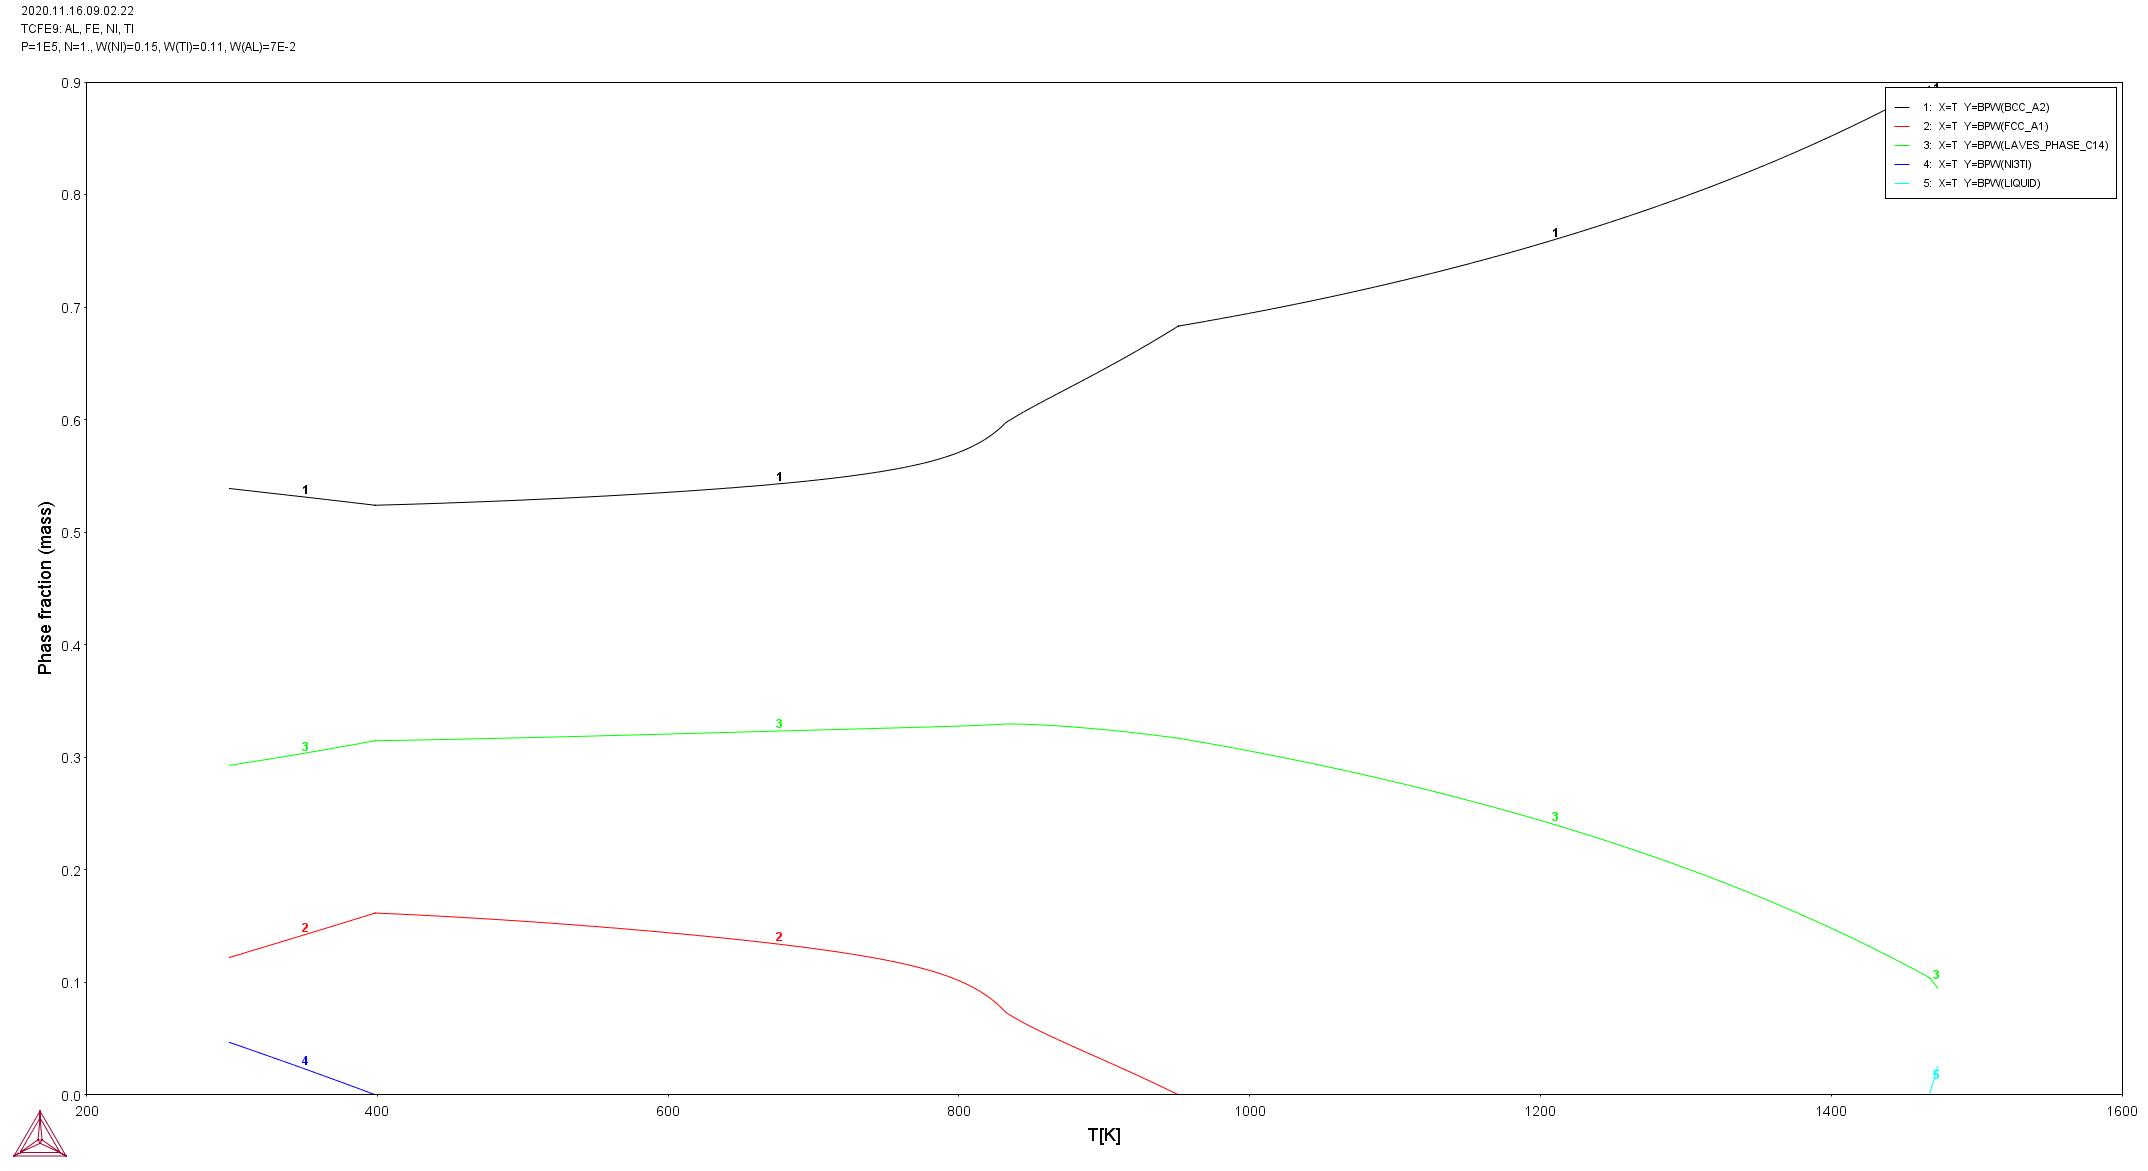 2020.11.16.09.02.22
TCFE9: AL, FE, NI, TI
P=1E5, N=1., W(NI)=0.15, W(TI)=0.11, W(AL)=7E-2
0.9
0.8
0.7
0.6
0.5
0.4
0.3
0.2
0.1
0.0
Phase fraction (mass)
1: X=T Y=BPW(BCC_A2)
2: X=T Y=BPW(FCC_A1)
3: X=T Y=BPW(LAVES_PHASE_C14)
4: X=T Y=BPW(NI3TI)
5: X=T Y=BPW(LIQUID)
1
1
1
1
3
3
3
3
2
2
4
5
200 400 600 800 1000 1200 1400 1600
T[K]